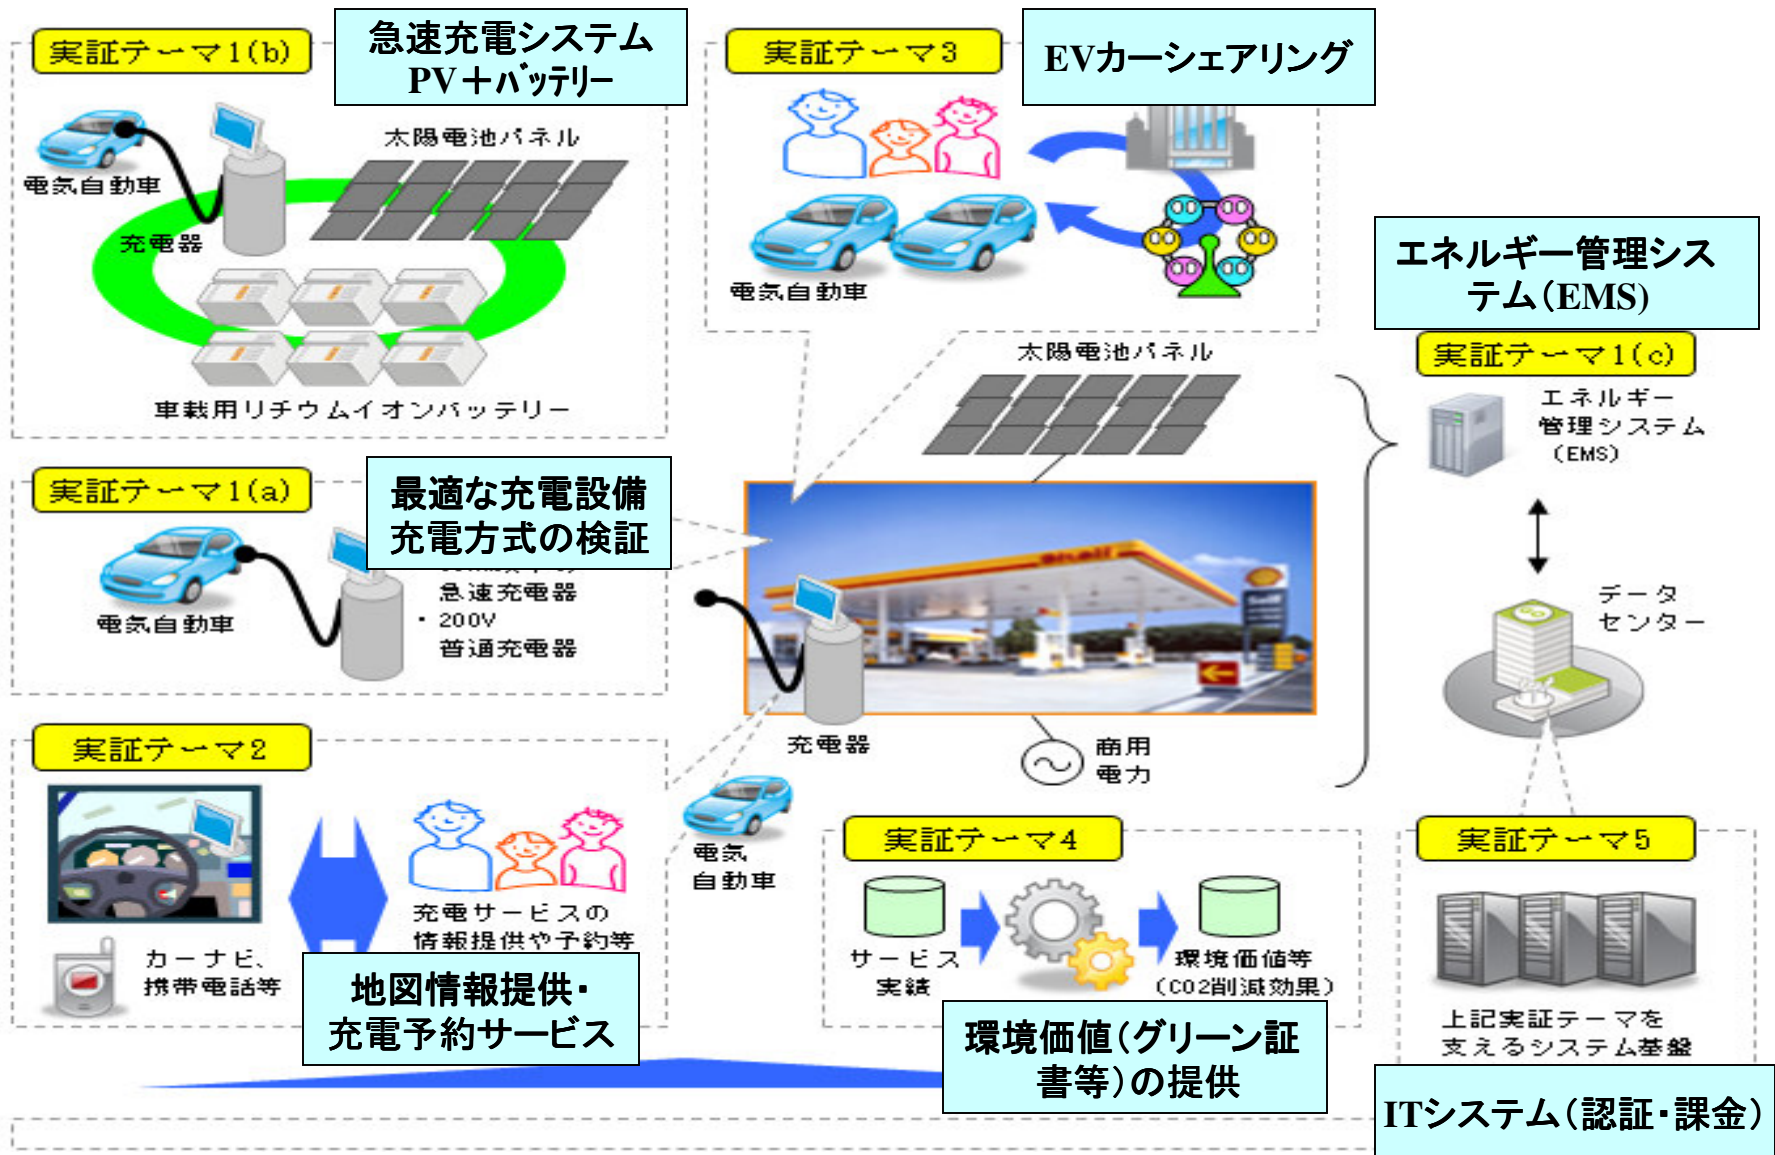 実証テーマ1(b)
急速充電システム
PV＋バッテリー
太陽電池パネル
電気自動車
充電器
車載用リチウムイオンバッテリー
実証テーマ3
EVカーシェアリング
電気自動車
エネルギー管理シス
テム(EMS)
実証テーマ1(c)
エネルギー
管理システム
(EMS)
データ
センター
太陽電池パネル
実証テーマ1(a)
最適な充電設備
充電方式の検証
電気自動車
急速充電器
・200V
普通充電器
Shell
充電器
商用
電力
電気
自動車
実証テーマ2
充電サービスの
情報提供や予約等
カーナビ、
携帯電話等
地図情報提供・
充電予約サービス
実証テーマ4
サービス
実績
環境価値等
(CO2削減効果)
環境価値(グリーン証
書等)の提供
実証テーマ5
上記実証テーマを
支えるシステム基盤
ITシステム(認証・課金)